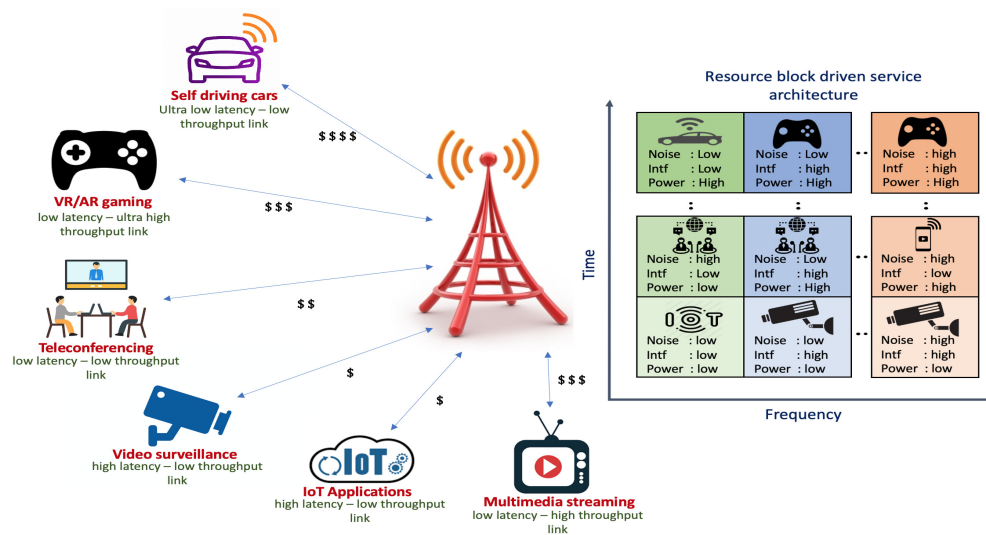 Self driving cars
Ultra low latency – low
throughput link
$$$$
VR/AR gaming
low latency – ultra high
throughput link
$$$
Teleconferencing
low latency – low throughput
link
$$
Video surveillance
high latency – low throughput
link
$
IoT
IoT Applications
high latency – low throughput
link
$
Multimedia streaming
low latency – high throughput
link
$$$
Resource block driven service
architecture
Time
Frequency
Noise : Low
Intf : Low
Power : High
Noise : Low
Intf : high
Power : High
Noise : high
Intf : high
Power : High
Noise : high
Intf : Low
Power : high
Noise : Low
Intf : high
Power : High
Noise : high
Intf : low
Power : high
IOT
Noise : low
Intf : low
Power : low
Noise : low
Intf : high
Power : low
Noise : high
Intf : high
Power : low